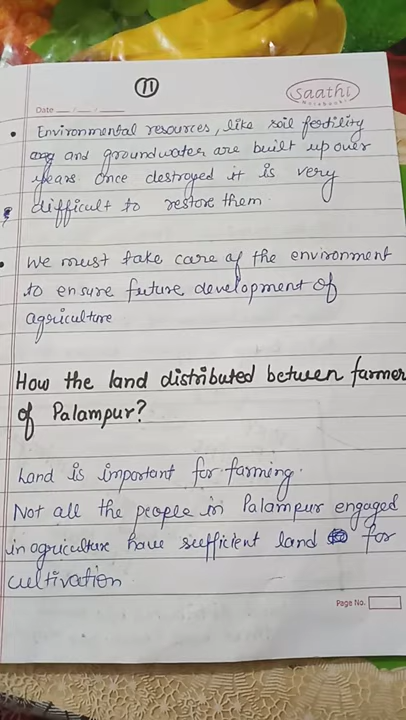 11
saathi
Notebooks
Date
• Environmental resources, like soil fertility
and groundwater are built up over
years once destroyed it is very
difficult to restore them.
• We must take care of the environment
to ensure future development of
agriculture
How the land distributed between farmer
of Palampur?
Land is important for farming.
Not all the people in Palampur engaged
in agriculture have sufficient land for
cultivation
Page No.